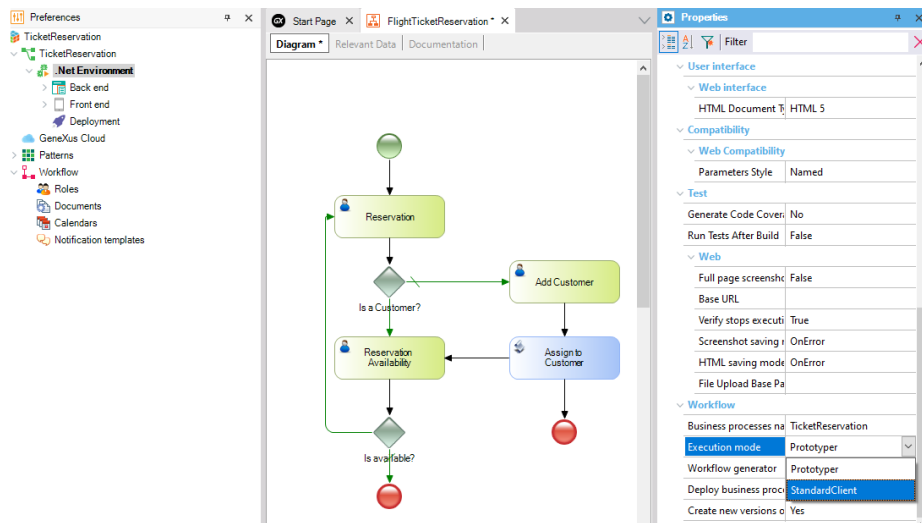 Preferences
TicketReservation
TicketReservation
.Net Environment
Back end
Front end
Deployment
GeneXus Cloud
Patterns
Workflow
Roles
Documents
Calendars
Notification templates
Start Page
FlightTicketReservation *
Diagram *
Relevant Data
Documentation
Reservation
Is a Customer?
Add Customer
Reservation
Availability
Assign to
Customer
Is available?
Properties
Filter
User interface
Web interface
HTML Document T HTML 5
Compatibility
Web Compatibility
Parameters Style Named
Test
Generate Code Cover No
Run Tests After Build False
Web
Full page screensho False
Base URL
Verify stops executi True
Screenshot saving OnError
HTML saving mode OnError
File Upload Base Pa
Workflow
Business processes na TicketReservation
Execution mode Prototyper
Workflow generator Prototyper
Deploy business proc StandardClient
Create new versions o Yes